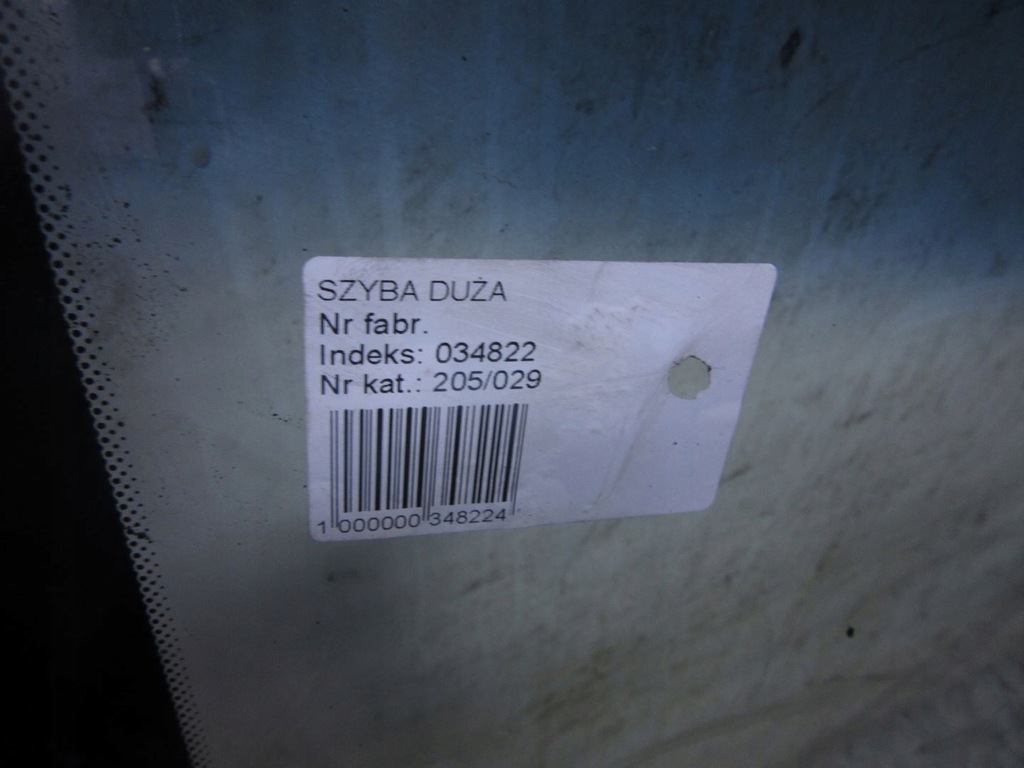 SZYBA DUŻA
Nr fabr.
Indeks: 034822
Nr kat.: 205/029
1 000000 348224